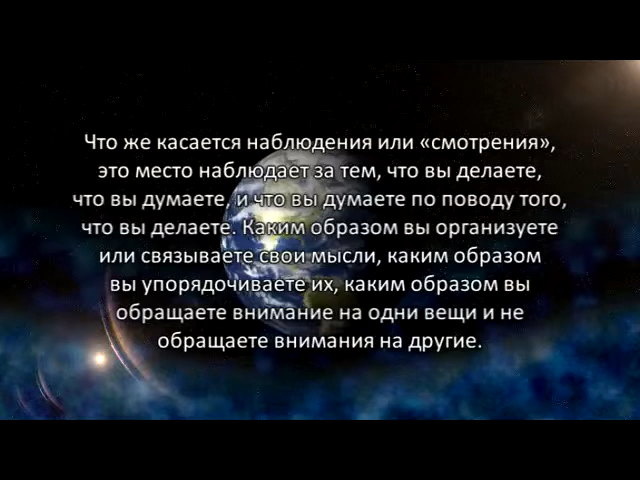 Что же касается наблюдения или «смотрения»,
это место наблюдает за тем, что вы делаете,
что вы думаете, и что вы думаете по поводу того,
что вы делаете. Каким образом вы организуете
или связываете свои мысли, каким образом
вы упорядочиваете их, каким образом вы
обращаете внимание на одни вещи и не
обращаете внимания на другие.